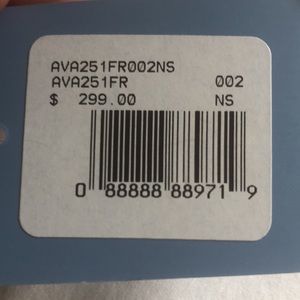 AVA251FR002NS
AVA251FR 002
$ 299.00 NS
0 88888 88971 9